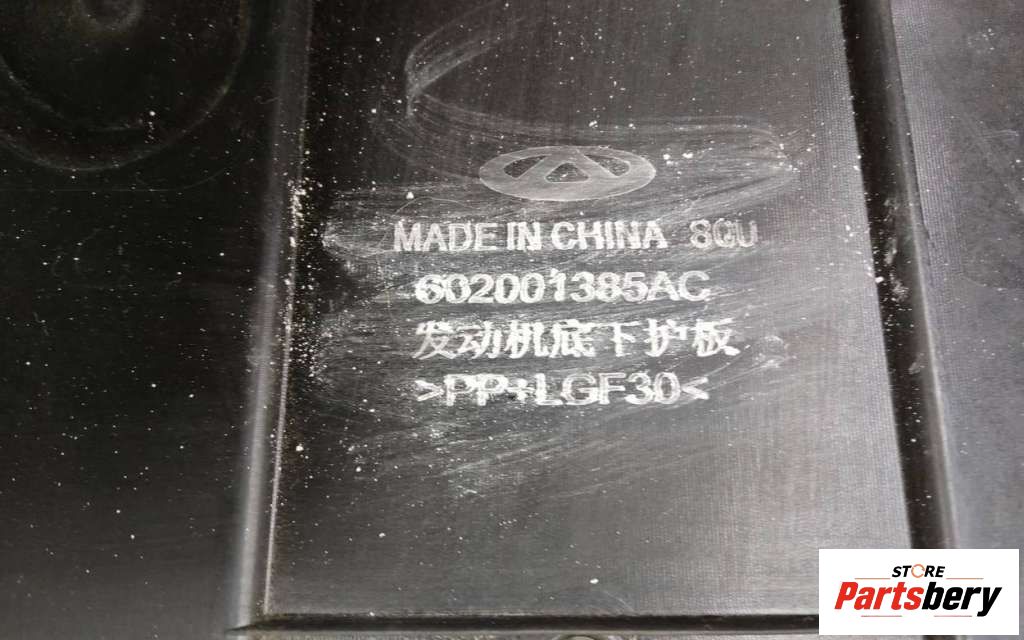 MADE IN CHINA 8GU
602001385AC
发动机底下护板
>PP+LGF30<
STORE
Partsbery